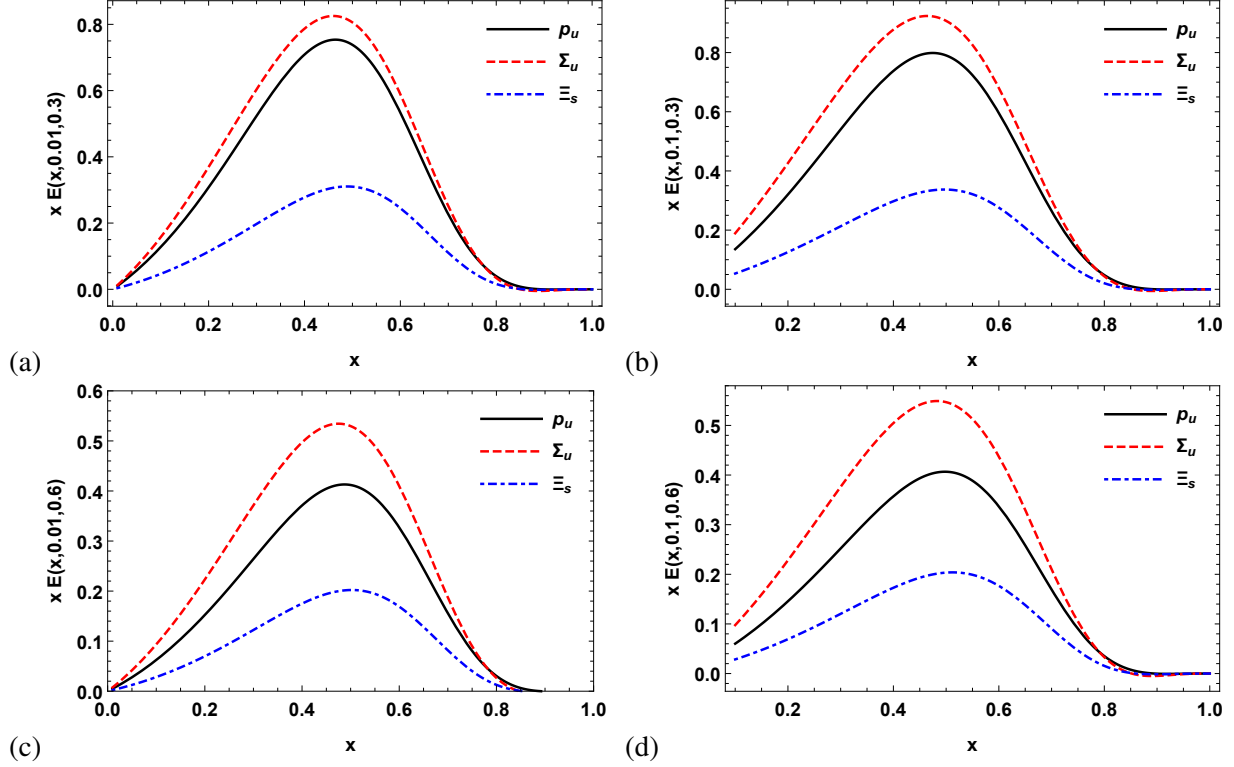 0.8
0.6
0.4
0.2
0.0
x E(x,0.01,0.3)
p_u
Σ_u
Ξ_s
0.0 0.2 0.4 0.6 0.8 1.0
x
(a)
0.8
0.6
0.4
0.2
0.0
x E(x,0.1,0.3)
p_u
Σ_u
Ξ_s
0.2 0.4 0.6 0.8 1.0
x
(b)
0.6
0.5
0.4
0.3
0.2
0.1
0.0
x E(x,0.01,0.6)
p_u
Σ_u
Ξ_s
0.0 0.2 0.4 0.6 0.8 1.0
x
(c)
0.5
0.4
0.3
0.2
0.1
0.0
x E(x,0.1,0.6)
p_u
Σ_u
Ξ_s
0.2 0.4 0.6 0.8 1.0
x
(d)